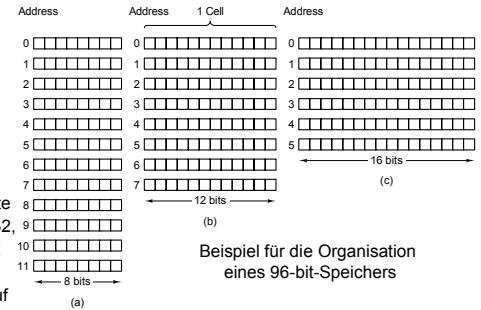 Address
0
1
2
3
4
5
6
7
8
9
10
11
8 bits
(a)
Address 1 Cell
0
1
2
3
4
5
6
7
12 bits
(b)
Address
0
1
2
3
4
5
16 bits
(c)
Beispiel für die Organisation
eines 96-bit-Speichers